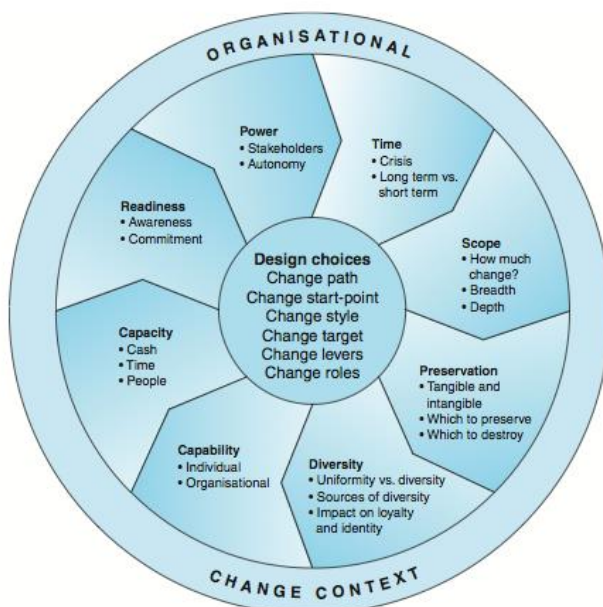 ORGANISATIONAL
Power
• Stakeholders
• Autonomy
Time
• Crisis
• Long term vs.
short term
Scope
• How much
change?
• Breadth
• Depth
Preservation
• Tangible and
intangible
• Which to preserve
• Which to destroy
Diversity
• Uniformity vs. diversity
• Sources of diversity
• Impact on loyalty
and identity
Capability
• Individual
• Organisational
Capacity
• Cash
• Time
• People
Readiness
• Awareness
• Commitment
Design choices
Change path
Change start-point
Change style
Change target
Change levers
Change roles
CHANGE CONTEXT